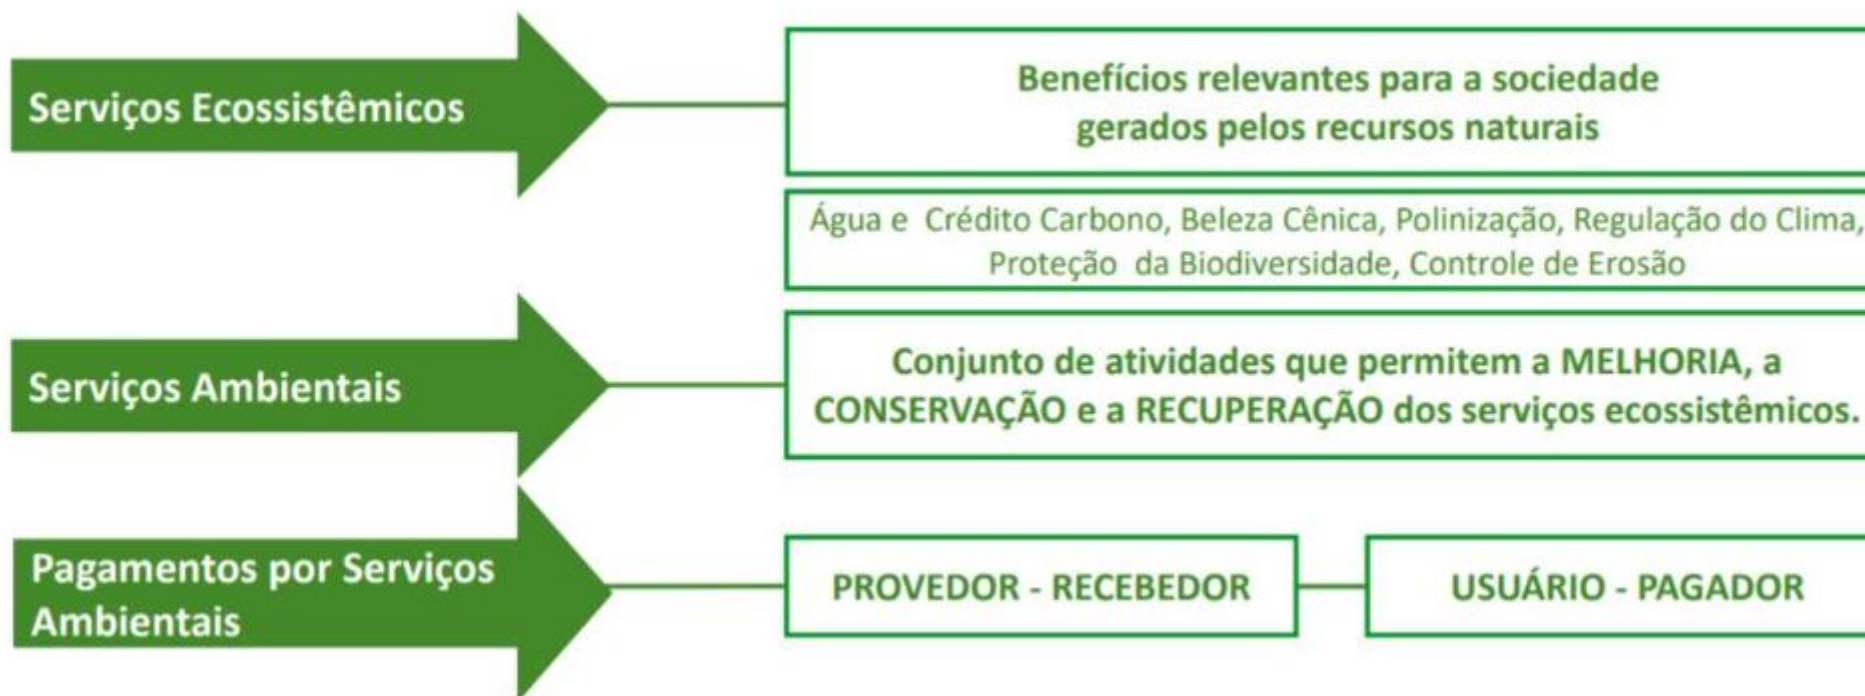 Serviços Ecossistêmicos
Benefícios relevantes para a sociedade
gerados pelos recursos naturais
Água e  Crédito Carbono, Beleza Cênica, Polinização, Regulação do Clima,
Proteção  da Biodiversidade, Controle de Erosão
Serviços Ambientais
Conjunto de atividades que permitem a MELHORIA, a
CONSERVAÇÃO e a RECUPERAÇÃO dos serviços ecossistêmicos.
Pagamentos por Serviços
Ambientais
PROVEDOR - RECEBEDOR
USUÁRIO - PAGADOR